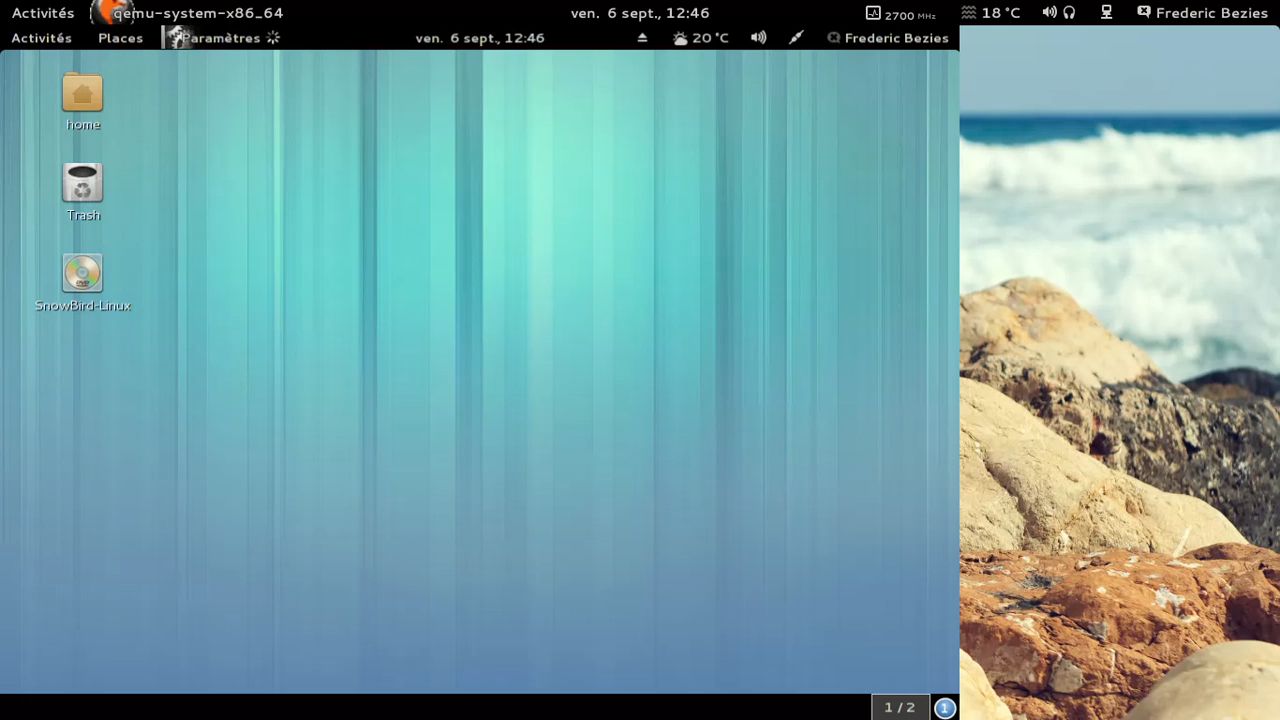 Activités qemu-system-x86_64 ven. 6 sept., 12:46 2700 MHz 18 °C Frederic Bezies
Activités Places Paramètres ven. 6 sept., 12:46 20 °C Frederic Bezies
home
Trash
SnowBird-Linux
1 / 2 1